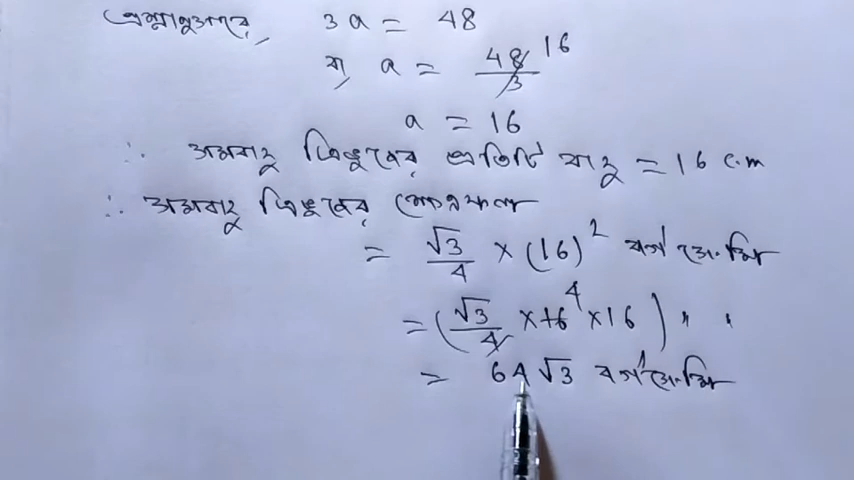 প্রশ্নানুসারে, 3a = 48
বা, a = 48/3 16
a = 16
∴ সমবাহু ত্রিভুজের প্রতিটি বাহু = 16 c.m
∴ সমবাহু ত্রিভুজের ক্ষেত্রফল
= √3/4 × (16)² বর্গ সে.মি
= (√3/4 × 16 4 × 16) " "
= 64√3 বর্গ সে.মি